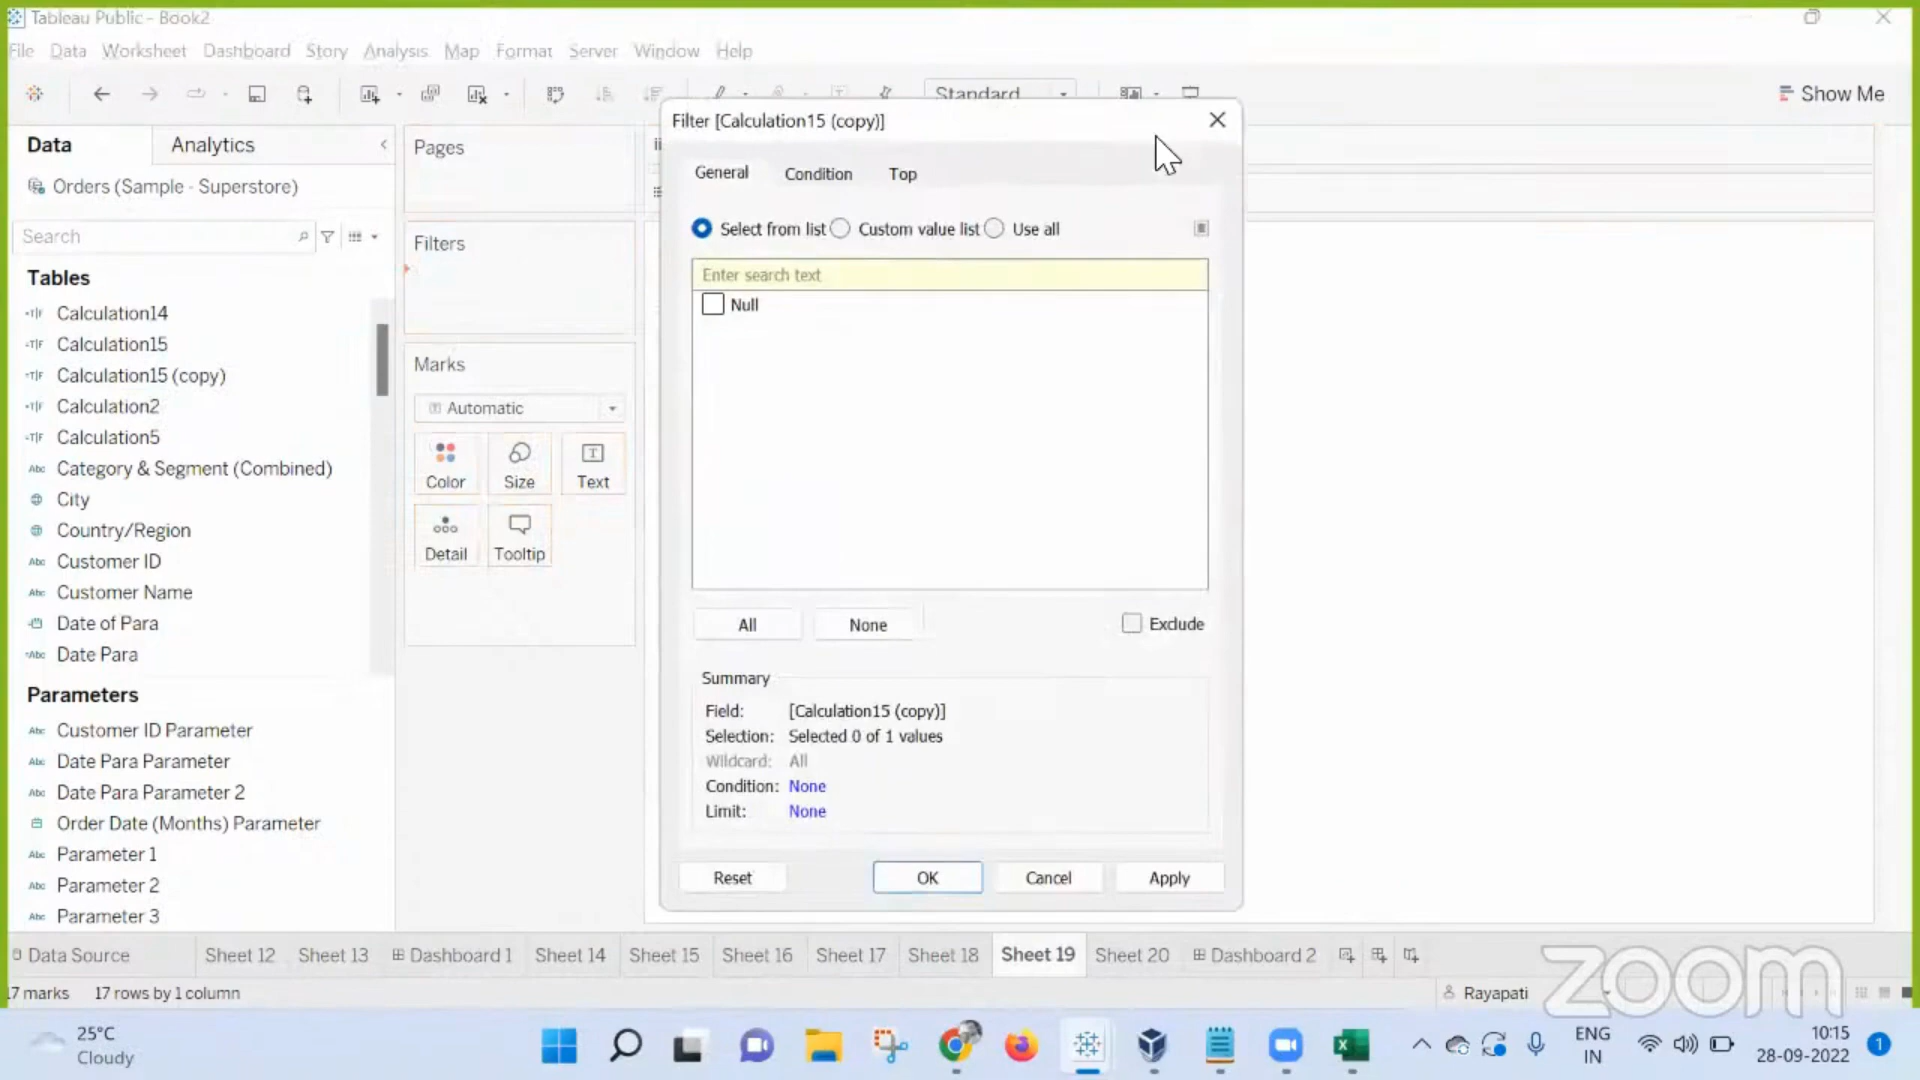 Tableau Public - Book2
File Data Worksheet Dashboard Story Analysis Map Format Server Window Help
Standard
Show Me
Data
Analytics
Orders (Sample - Superstore)
Search
Tables
Calculation14
Calculation15
Calculation15 (copy)
Calculation2
Calculation5
Category & Segment (Combined)
City
Country/Region
Customer ID
Customer Name
Date of Para
Date Para
Parameters
Customer ID Parameter
Date Para Parameter
Date Para Parameter 2
Order Date (Months) Parameter
Parameter 1
Parameter 2
Parameter 3
Pages
Filters
Marks
Automatic
Color
Size
Text
Detail
Tooltip
Filter [Calculation15 (copy)]
General
Condition
Top
Select from list
Custom value list
Use all
Enter search text
Null
All
None
Exclude
Summary
Field: [Calculation15 (copy)]
Selection: Selected 0 of 1 values
Wildcard: All
Condition: None
Limit: None
Reset
OK
Cancel
Apply
Data Source
Sheet 12
Sheet 13
Dashboard 1
Sheet 14
Sheet 15
Sheet 16
Sheet 17
Sheet 18
Sheet 19
Sheet 20
Dashboard 2
17 marks
17 rows by 1 column
Rayapati
zoom
25°C
Cloudy
ENG
IN
10:15
28-09-2022
1